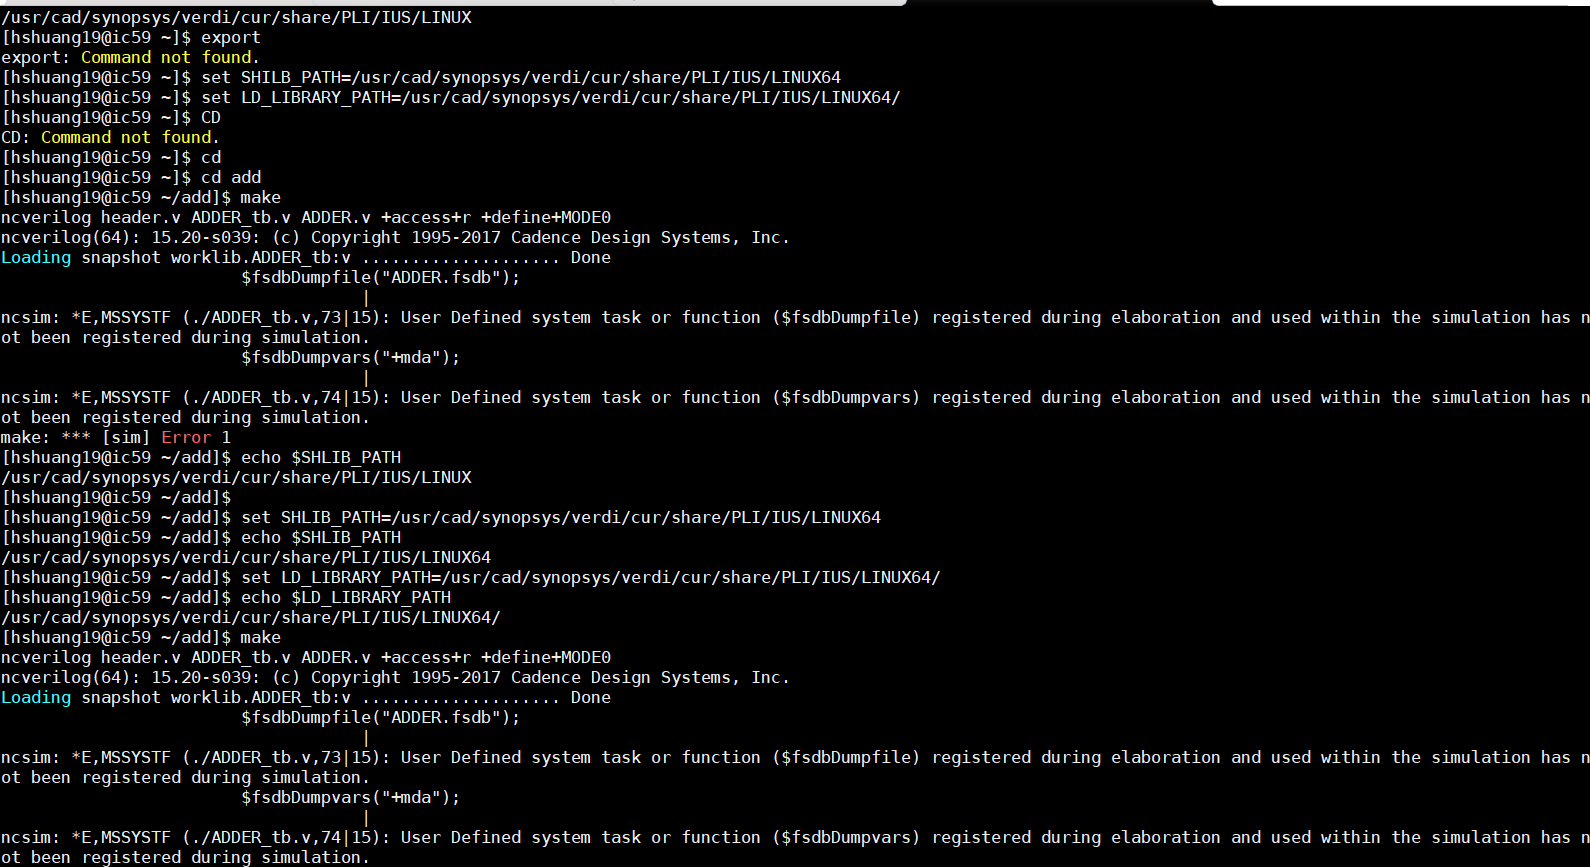 /usr/cad/synopsys/verdi/cur/share/PLI/IUS/LINUX
[hshuang19@ic59 ~]$ export
export: Command not found.
[hshuang19@ic59 ~]$ set SHILB_PATH=/usr/cad/synopsys/verdi/cur/share/PLI/IUS/LINUX64
[hshuang19@ic59 ~]$ set LD_LIBRARY_PATH=/usr/cad/synopsys/verdi/cur/share/PLI/IUS/LINUX64/
[hshuang19@ic59 ~]$ CD
CD: Command not found.
[hshuang19@ic59 ~]$ cd
[hshuang19@ic59 ~]$ cd add
[hshuang19@ic59 ~/add]$ make
ncverilog header.v ADDER_tb.v ADDER.v +access+r +define+MODE0
ncverilog(64): 15.20-s039: (c) Copyright 1995-2017 Cadence Design Systems, Inc.
Loading snapshot worklib.ADDER_tb:v .................... Done
$fsdbDumpfile("ADDER.fsdb");
|
ncsim: *E,MSSYSTF (./ADDER_tb.v,73|15): User Defined system task or function ($fsdbDumpfile) registered during elaboration and used within the simulation has n
ot been registered during simulation.
$fsdbDumpvars("+mda");
|
ncsim: *E,MSSYSTF (./ADDER_tb.v,74|15): User Defined system task or function ($fsdbDumpvars) registered during elaboration and used within the simulation has n
ot been registered during simulation.
make: *** [sim] Error 1
[hshuang19@ic59 ~/add]$ echo $SHLIB_PATH
/usr/cad/synopsys/verdi/cur/share/PLI/IUS/LINUX
[hshuang19@ic59 ~/add]$
[hshuang19@ic59 ~/add]$ set SHLIB_PATH=/usr/cad/synopsys/verdi/cur/share/PLI/IUS/LINUX64
[hshuang19@ic59 ~/add]$ echo $SHLIB_PATH
/usr/cad/synopsys/verdi/cur/share/PLI/IUS/LINUX64
[hshuang19@ic59 ~/add]$ set LD_LIBRARY_PATH=/usr/cad/synopsys/verdi/cur/share/PLI/IUS/LINUX64/
[hshuang19@ic59 ~/add]$ echo $LD_LIBRARY_PATH
/usr/cad/synopsys/verdi/cur/share/PLI/IUS/LINUX64/
[hshuang19@ic59 ~/add]$ make
ncverilog header.v ADDER_tb.v ADDER.v +access+r +define+MODE0
ncverilog(64): 15.20-s039: (c) Copyright 1995-2017 Cadence Design Systems, Inc.
Loading snapshot worklib.ADDER_tb:v .................... Done
$fsdbDumpfile("ADDER.fsdb");
|
ncsim: *E,MSSYSTF (./ADDER_tb.v,73|15): User Defined system task or function ($fsdbDumpfile) registered during elaboration and used within the simulation has n
ot been registered during simulation.
$fsdbDumpvars("+mda");
|
ncsim: *E,MSSYSTF (./ADDER_tb.v,74|15): User Defined system task or function ($fsdbDumpvars) registered during elaboration and used within the simulation has n
ot been registered during simulation.